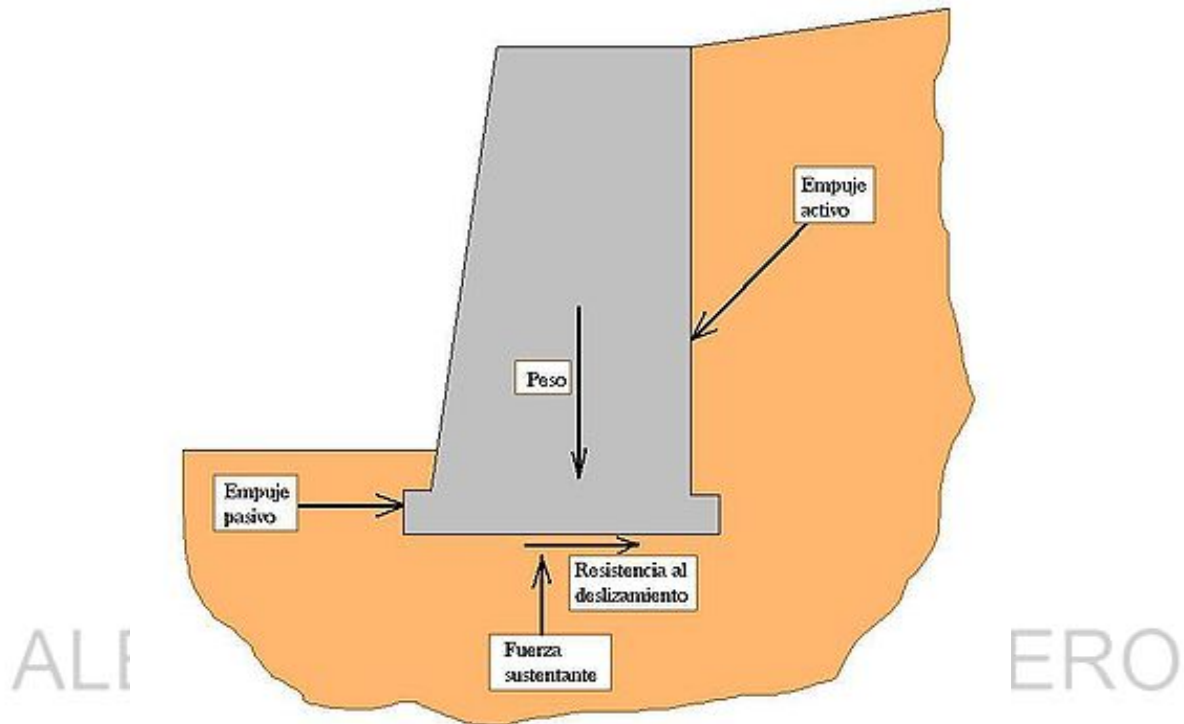 Empuje
activo
Peso
Empuje
pasivo
Resistencia al
deslizamiento
Fuerza
sustentante